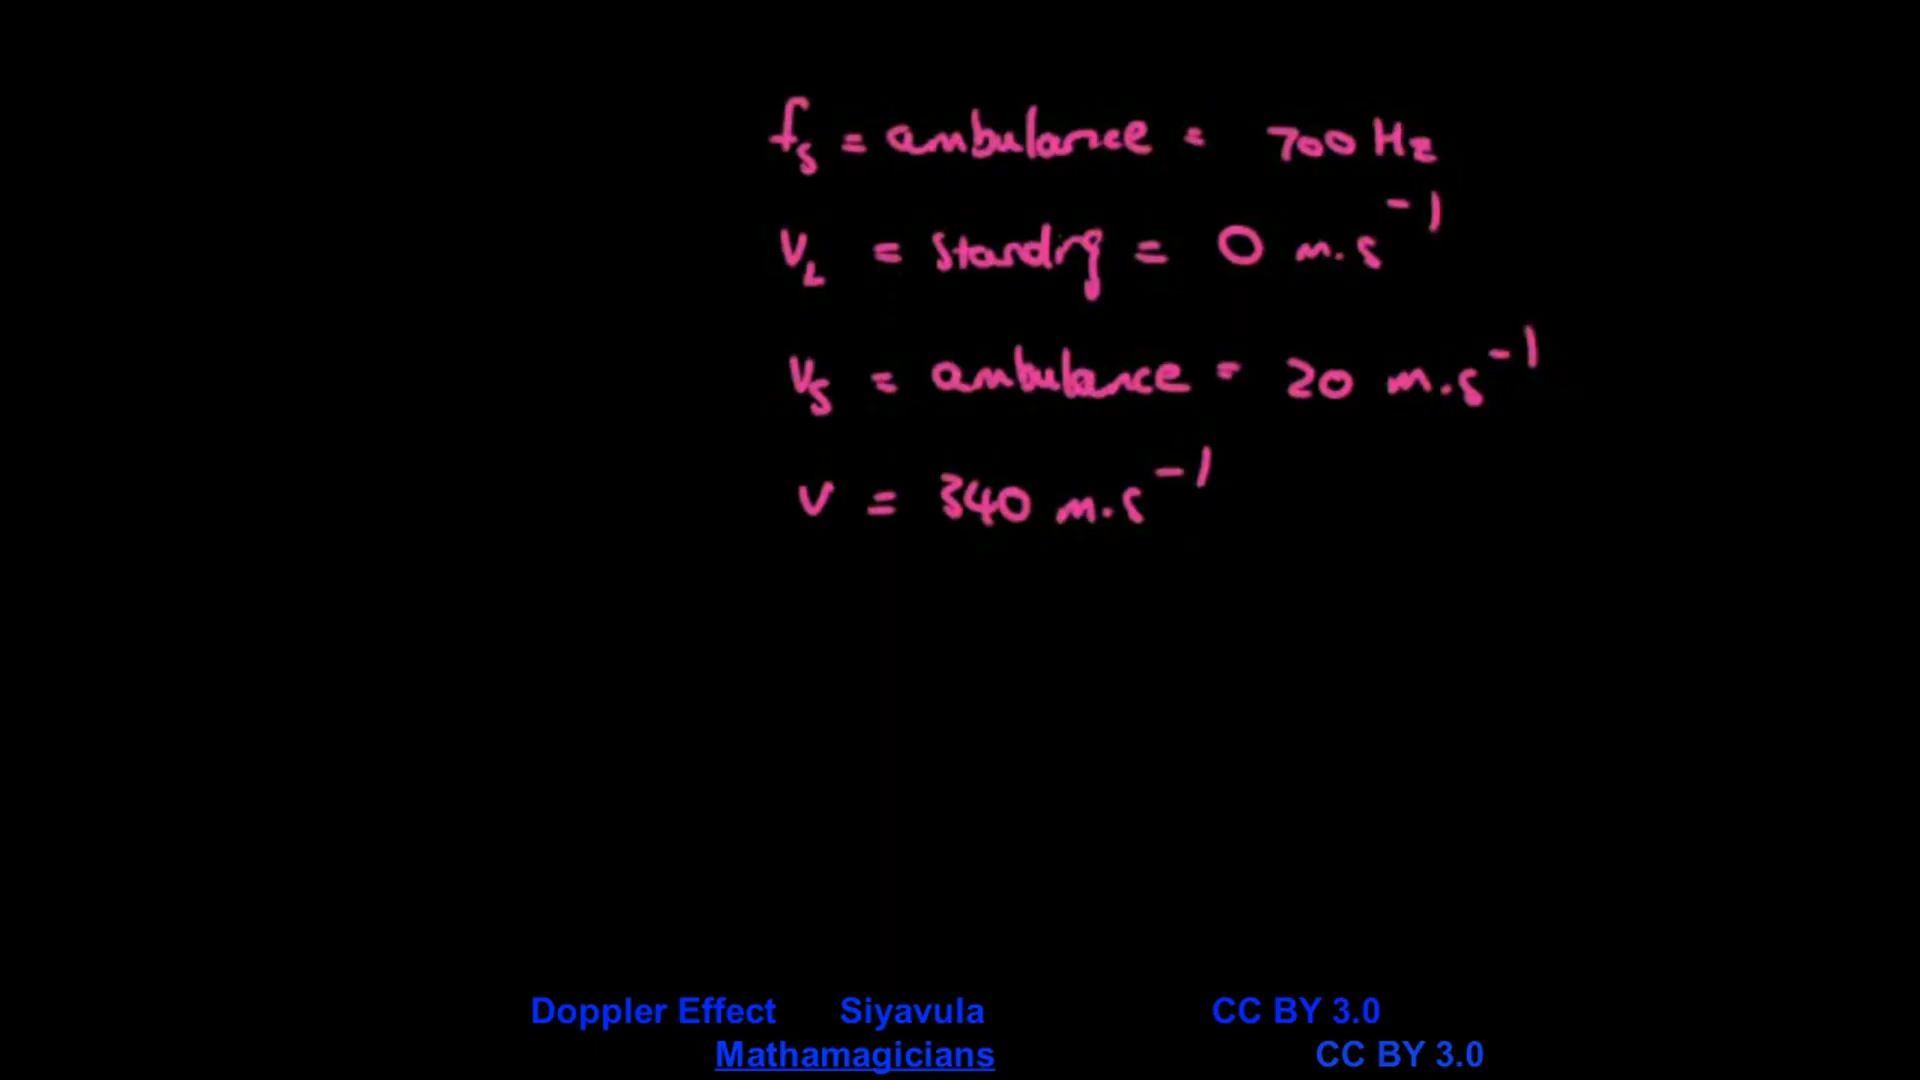 fs = ambulance = 700 Hz
vL = standing = 0 m.s⁻¹
vs = ambulance = 20 m.s⁻¹
v = 340 m.s⁻¹
Doppler Effect Siyavula CC BY 3.0
Mathamagicians CC BY 3.0